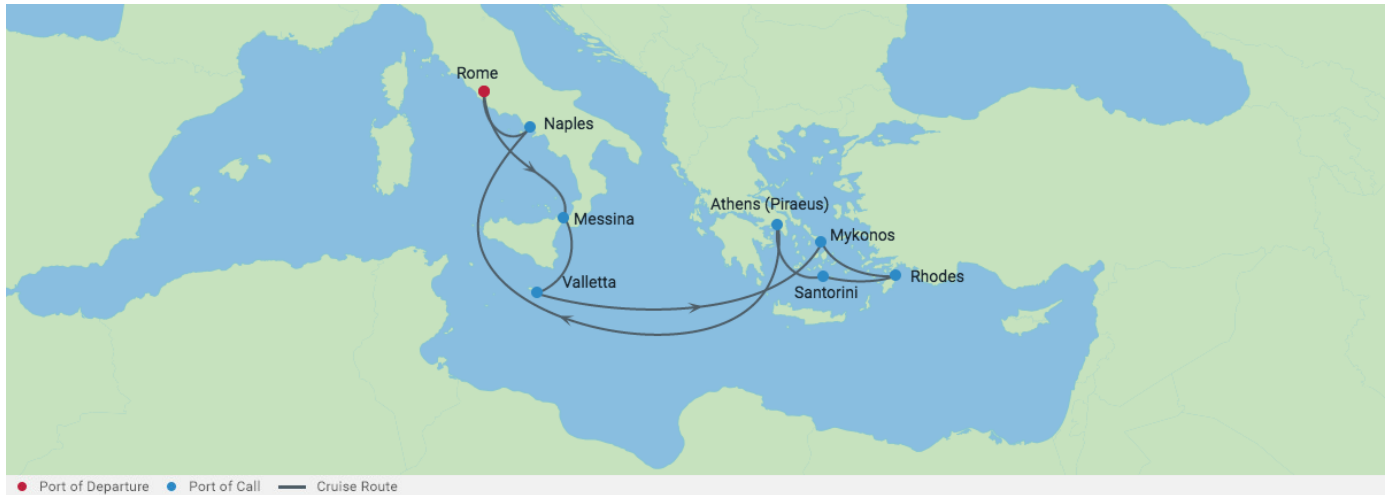 Rome
Naples
Athens (Piraeus)
Messina
Mykonos
Rhodes
Valletta
Santorini
Port of Departure Port of Call Cruise Route